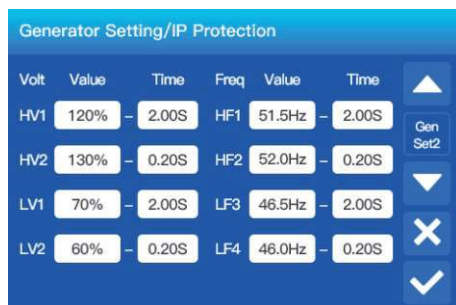 Generator Setting/IP Protection
Volt Value Time Freq Value Time
HV1 120% – 2.00S HF1 51.5Hz – 2.00S
Gen
Set2
HV2 130% – 0.20S HF2 52.0Hz – 0.20S
LV1 70% – 2.00S LF3 46.5Hz – 2.00S
LV2 60% – 0.20S LF4 46.0Hz – 0.20S